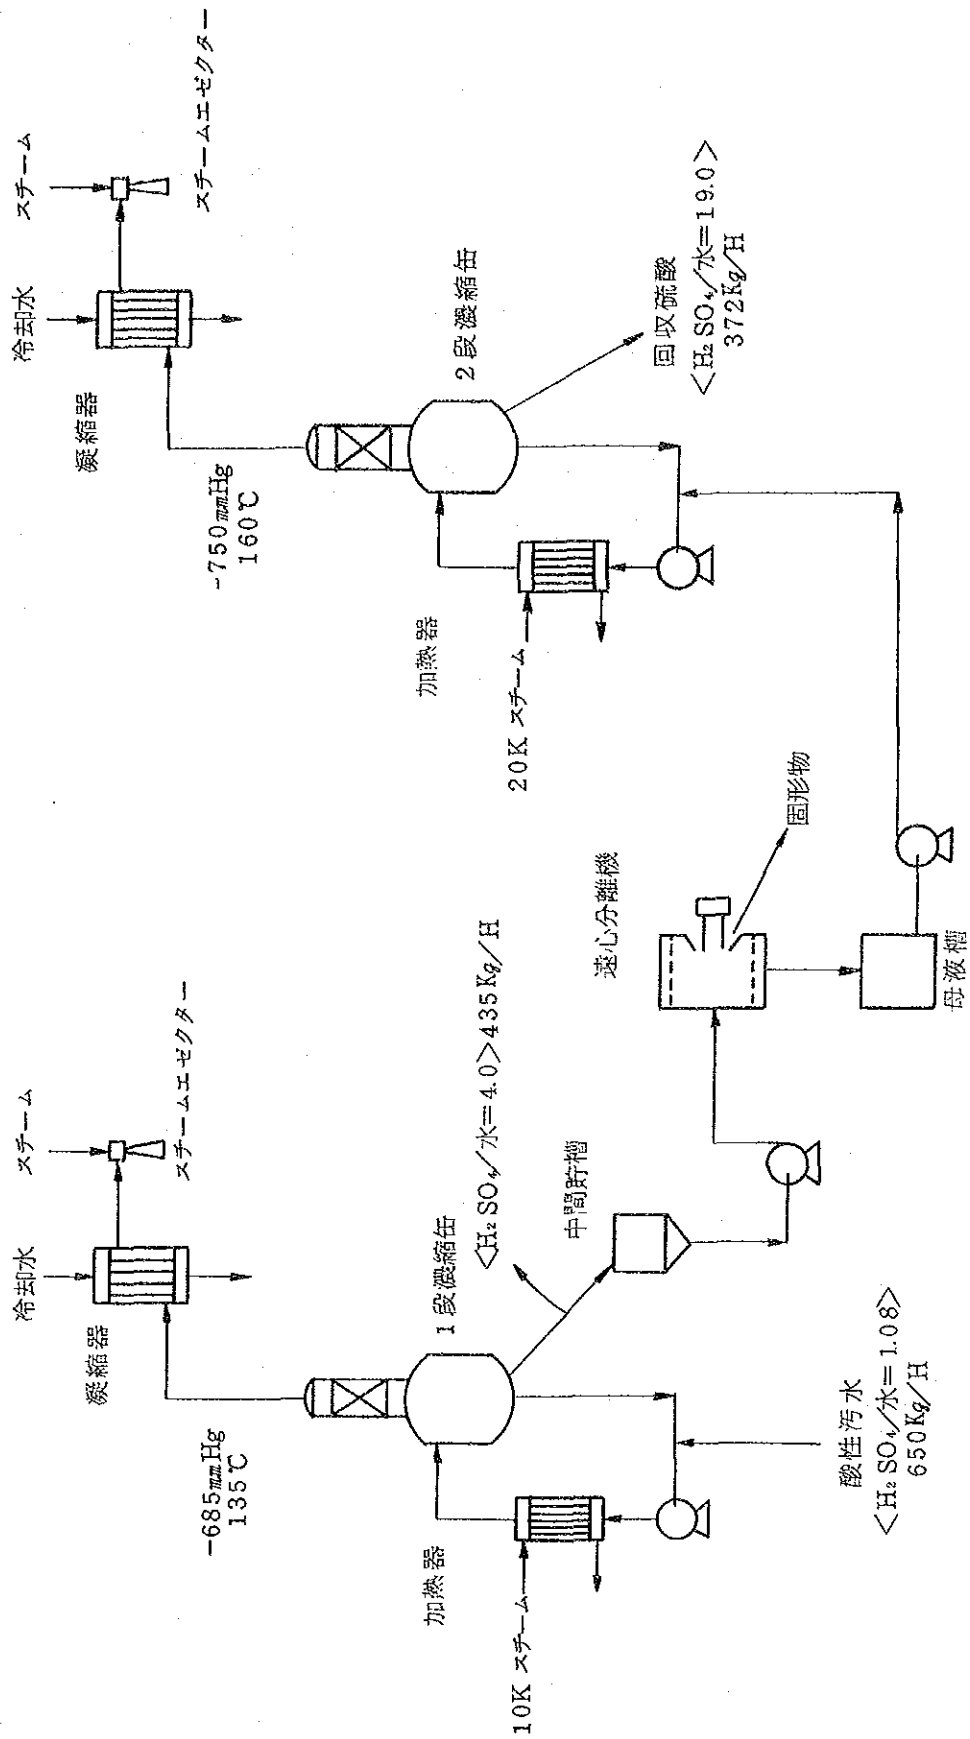 冷却水
スチーム
凝縮器
スチームエゼクター
-685mmHg
135℃
1段濃縮缶
加熱器
10K スチーム
<H₂SO₄/水=4.0>435Kg/H
中間貯槽
酸性汚水
<H₂SO₄/水=1.08>
650Kg/H
遠心分離機
固形物
母液槽
冷却水
スチーム
凝縮器
スチームエゼクター
-750mmHg
160℃
2段濃縮缶
加熱器
20K スチーム
回収硫酸
<H₂SO₄/水=19.0>
372Kg/H